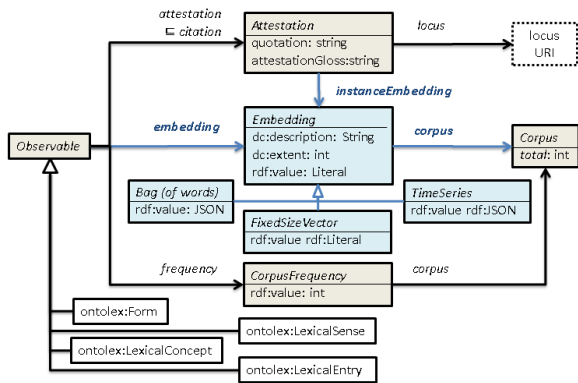 attestation
⊑ citation
Attestation
quotation: string
attestationGloss:string
locus
locus
URI
instanceEmbedding
embedding
Embedding
dc:description: String
dc:extent: int
rdf:value: Literal
corpus
Corpus
total: int
Observable
Bag (of words)
rdf:value: JSON
TimeSeries
rdf:value rdf:JSON
FixedSizeVector
rdf:value rdf:Literal
frequency
CorpusFrequency
rdf:value: int
corpus
ontolex:Form
ontolex:LexicalSense
ontolex:LexicalConcept
ontolex:LexicalEntry